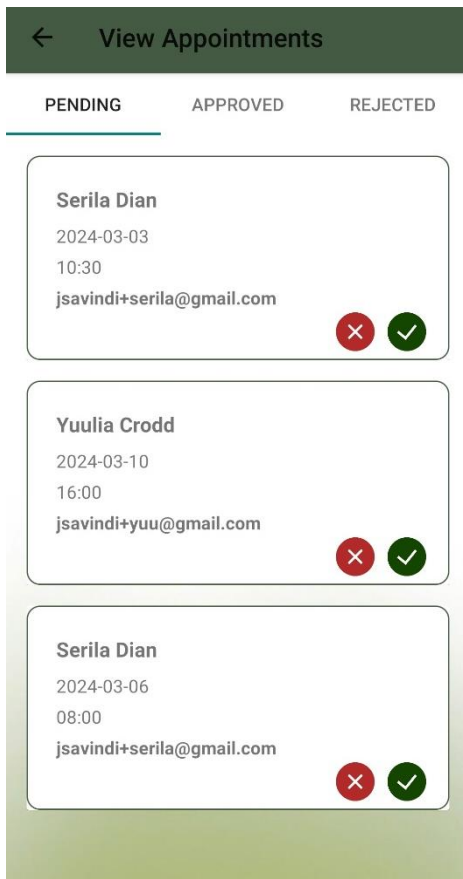 View Appointments
PENDING APPROVED REJECTED
Serila Dian
2024-03-03
10:30
jsavindi+serila@gmail.com
Yuulia Crodd
2024-03-10
16:00
jsavindi+yuu@gmail.com
Serila Dian
2024-03-06
08:00
jsavindi+serila@gmail.com